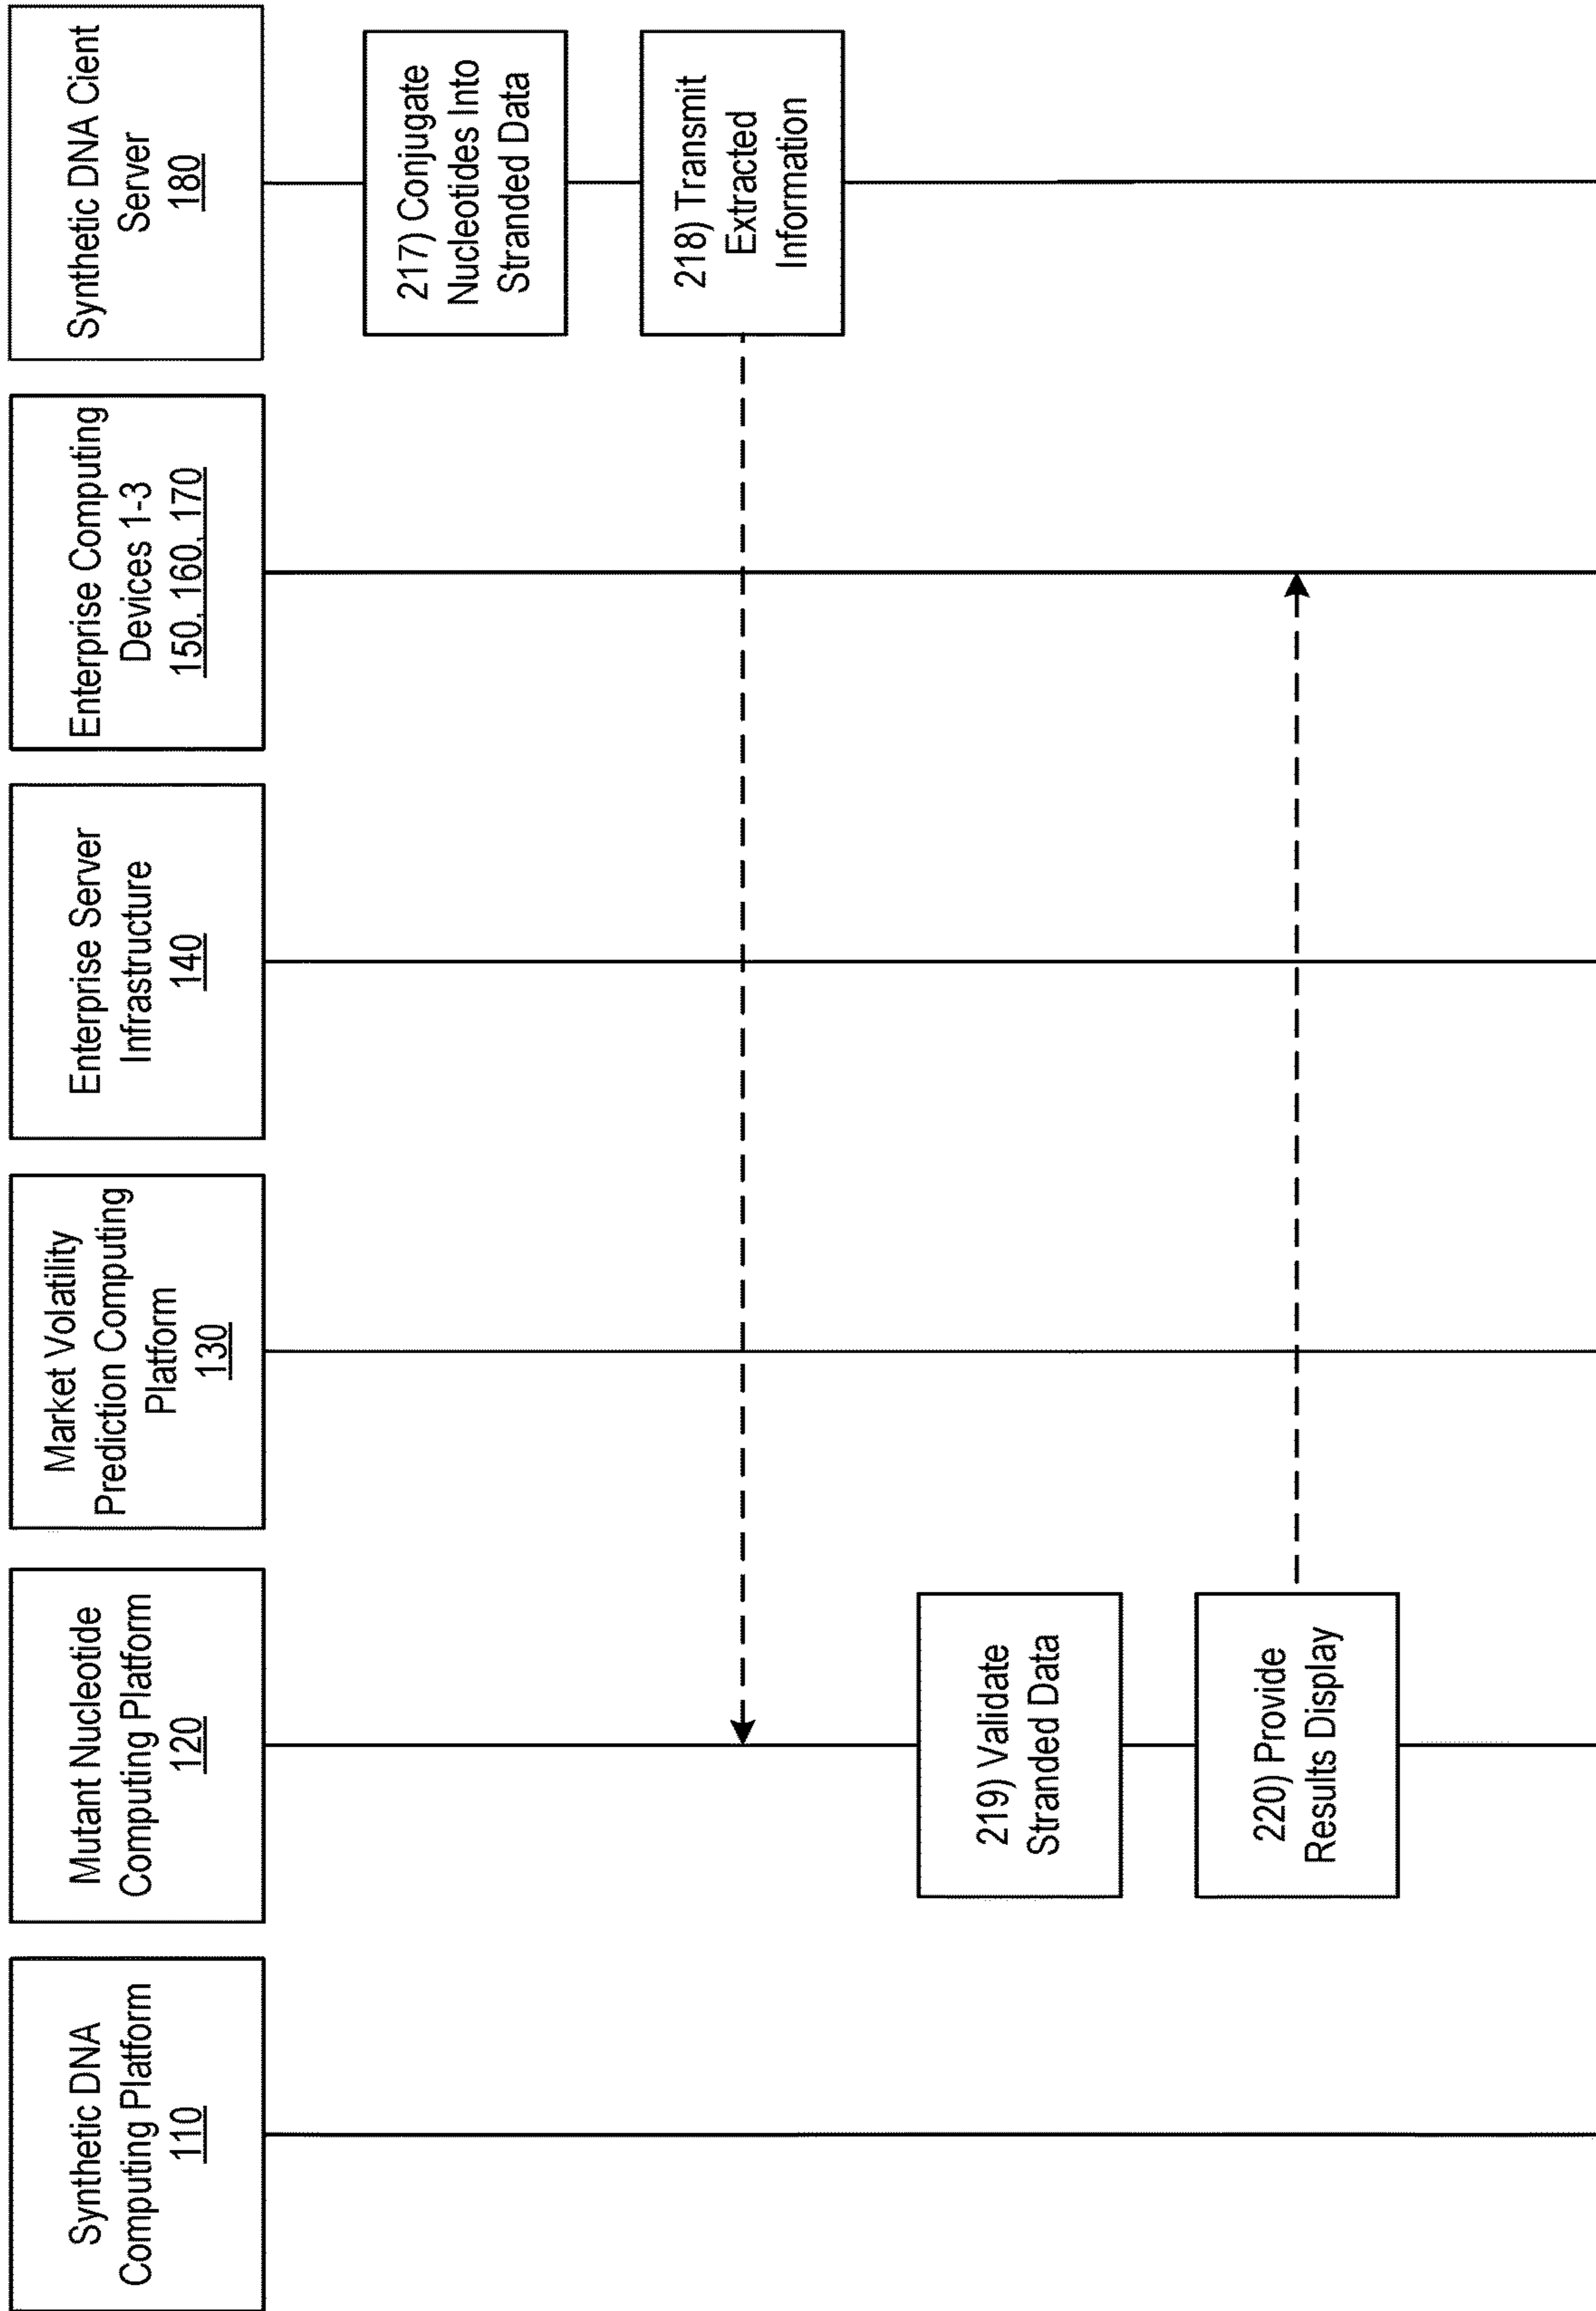 Synthetic DNA
Computing Platform
110
Mutant Nucleotide
Computing Platform
120
Market Volatility
Prediction Computing
Platform
130
Enterprise Server
Infrastructure
140
Enterprise Computing
Devices 1-3
150, 160, 170
Synthetic DNA Cient
Server
180
217) Conjugate
Nucleotides Into
Stranded Data
218) Transmit
Extracted
Information
219) Validate
Stranded Data
220) Provide
Results Display